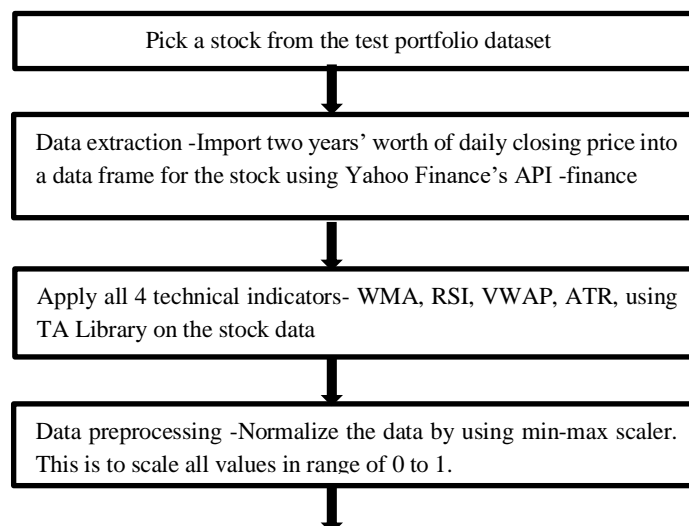 Pick a stock from the test portfolio dataset
Data extraction -Import two years’ worth of daily closing price into
a data frame for the stock using Yahoo Finance’s API -finance
Apply all 4 technical indicators- WMA, RSI, VWAP, ATR, using
TA Library on the stock data
Data preprocessing -Normalize the data by using min-max scaler.
This is to scale all values in range of 0 to 1.